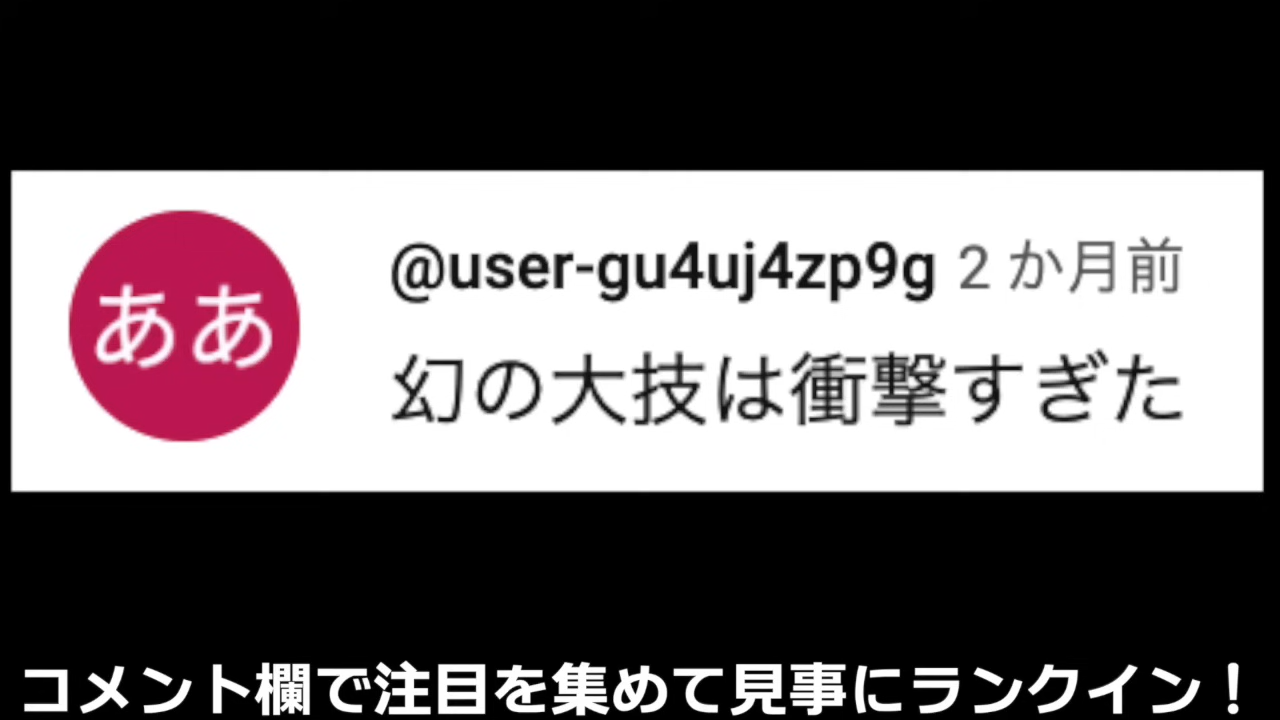 ああ
@user-gu4uj4zp9g 2 か月前
幻の大技は衝撃すぎた
コメント欄で注目を集めて見事にランクイン！